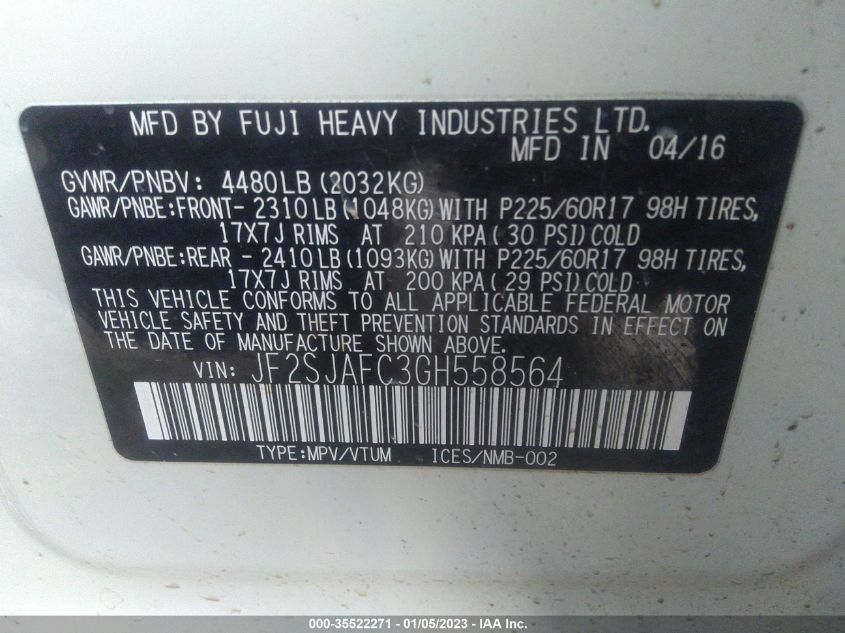 MFD BY FUJI HEAVY INDUSTRIES LTD.
MFD IN 04/16
GVWR/PNBV: 4480LB (2032KG)
GAWR/PNBE:FRONT- 2310LB (1048KG) WITH P225/60R17 98H TIRES,
17X7J RIMS AT 210 KPA( 30 PSI) COLD
GAWR/PNBE:REAR - 2410LB (1093KG) WITH P225/60R17 98H TIRES,
17X7J RIMS AT 200 KPA( 29 PSI) COLD
THIS VEHICLE CONFORMS TO ALL APPLICABLE FEDERAL MOTOR
VEHICLE SAFETY AND THEFT PREVENTION STANDARDS IN EFFECT ON
THE DATE OF MANUFACTURE SHOWN ABOVE.
VIN: JF2SJAFC3GH558564
TYPE:MPV/VTUM ICES/NMB-002
000-35522271 - 01/05/2023 - IAA Inc.